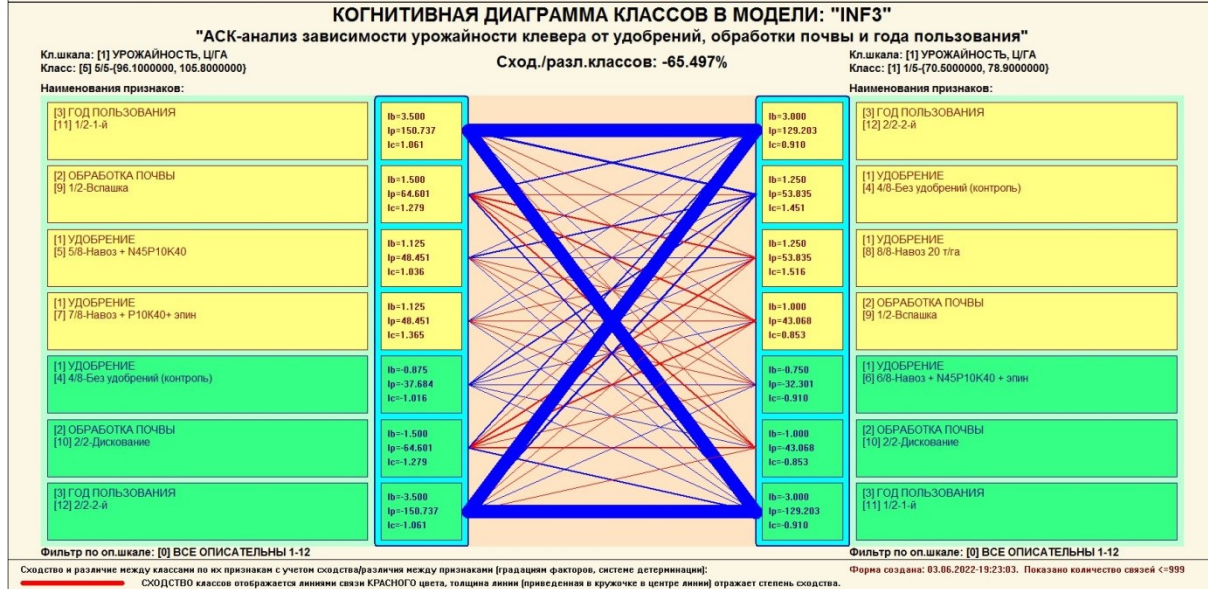 КОГНИТИВНАЯ ДИАГРАММА КЛАССОВ В МОДЕЛИ: "INF3"
"АСК-анализ зависимости урожайности клевера от удобрений, обработки почвы и года пользования"
Кл.шкала: [1] УРОЖАЙНОСТЬ, Ц/ГА
Класс: [5] 5/5-{96.1000000, 105.8000000}
Сход./разл.классов: -65.497%
Кл.шкала: [1] УРОЖАЙНОСТЬ, Ц/ГА
Класс: [1] 1/5-{70.5000000, 78.9000000}
Наименования признаков:
[3] ГОД ПОЛЬЗОВАНИЯ
[11] 1/2-1-й
Ib=3.500
Ip=150.737
Ic=1.061
[2] ОБРАБОТКА ПОЧВЫ
[9] 1/2-Вспашка
Ib=1.500
Ip=64.601
Ic=1.279
[1] УДОБРЕНИЕ
[5] 5/8-Навоз + N45P10K40
Ib=1.125
Ip=48.451
Ic=1.036
[1] УДОБРЕНИЕ
[7] 7/8-Навоз + P10K40+ эпин
Ib=1.125
Ip=48.451
Ic=1.365
[1] УДОБРЕНИЕ
[4] 4/8-Без удобрений (контроль)
Ib=-0.875
Ip=-37.684
Ic=-1.016
[2] ОБРАБОТКА ПОЧВЫ
[10] 2/2-Дискование
Ib=-1.500
Ip=-64.601
Ic=-1.279
[3] ГОД ПОЛЬЗОВАНИЯ
[12] 2/2-2-й
Ib=-3.500
Ip=-150.737
Ic=-1.061
Фильтр по оп.шкале: [0] ВСЕ ОПИСАТЕЛЬНЫ 1-12
Наименования признаков:
Ib=3.000
Ip=129.203
Ic=0.910
[3] ГОД ПОЛЬЗОВАНИЯ
[12] 2/2-2-й
Ib=1.250
Ip=53.835
Ic=1.451
[1] УДОБРЕНИЕ
[4] 4/8-Без удобрений (контроль)
Ib=1.250
Ip=53.835
Ic=1.516
[1] УДОБРЕНИЕ
[8] 8/8-Навоз 20 т/га
Ib=1.000
Ip=43.068
Ic=0.853
[2] ОБРАБОТКА ПОЧВЫ
[9] 1/2-Вспашка
Ib=-0.750
Ip=-32.301
Ic=-0.910
[1] УДОБРЕНИЕ
[6] 6/8-Навоз + N45P10K40 + эпин
Ib=-1.000
Ip=-43.068
Ic=-0.853
[2] ОБРАБОТКА ПОЧВЫ
[10] 2/2-Дискование
Ib=-3.000
Ip=-129.203
Ic=-0.910
[3] ГОД ПОЛЬЗОВАНИЯ
[11] 1/2-1-й
Фильтр по оп.шкале: [0] ВСЕ ОПИСАТЕЛЬНЫ 1-12
Сходство и различие между классами по их признакам с учетом сходства/различия между признаками (градациям факторов, системе детерминации):
Форма создана: 03.06.2022-19:23:03. Показано количество связей <=999
СХОДСТВО классов отображается линиями связи КРАСНОГО цвета, толщина линии (приведенная в кружочке в центре линии) отражает степень сходства.